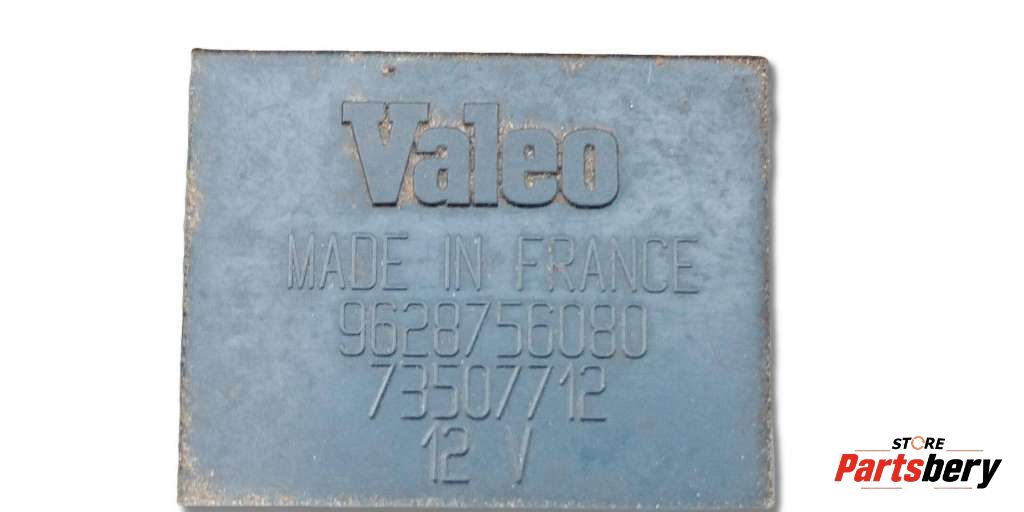 Valeo
MADE IN FRANCE
9628756080
73507712
12 V
STORE
Partsbery